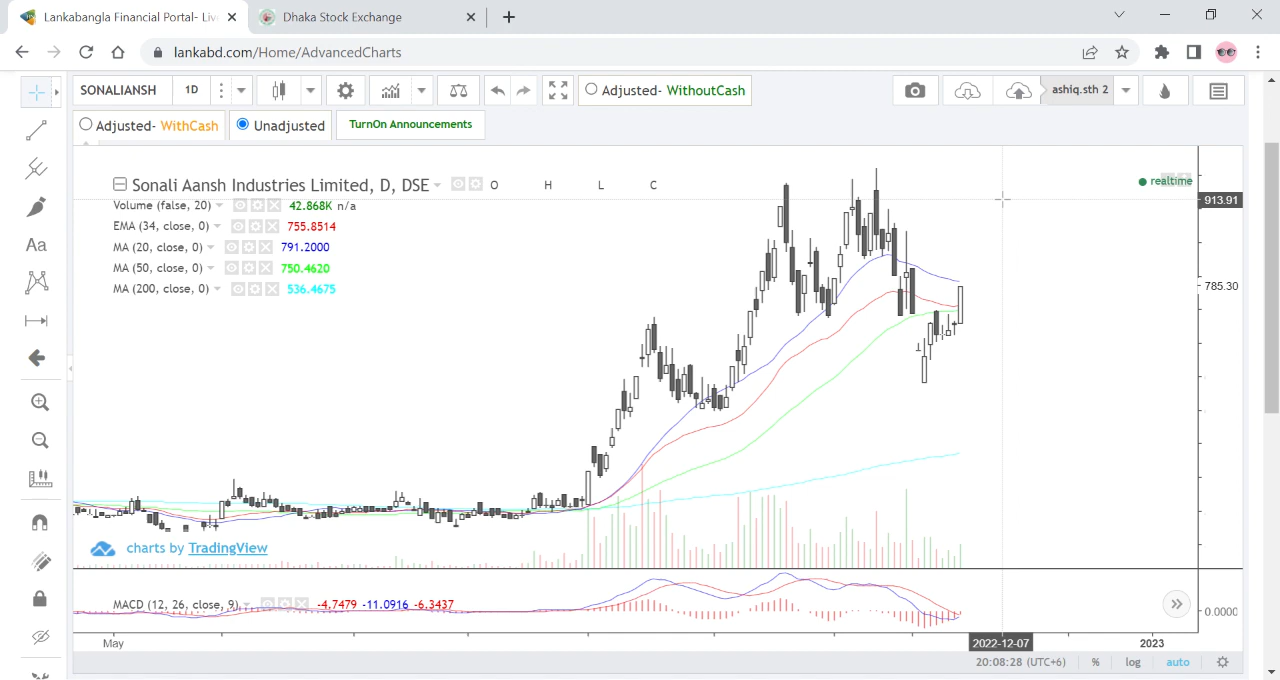 Lankabangla Financial Portal- Liv
Dhaka Stock Exchange
lankabd.com/Home/AdvancedCharts
SONALIANSH
1D
Adjusted- WithoutCash
ashiq.sth 2
Adjusted- WithCash
Unadjusted
TurnOn Announcements
Sonali Aansh Industries Limited, D, DSE
O H L C
realtime
Volume (false, 20) 42.868K n/a
913.91
EMA (34, close, 0) 755.8514
Aa
MA (20, close, 0) 791.2000
MA (50, close, 0) 750.4620
785.30
MA (200, close, 0) 536.4675
charts by TradingView
MACD (12, 26, close, 9) -4.7479 -11.0916 -6.3437
0.0000
May
2022-12-07
2023
20:08:28 (UTC+6) % log auto